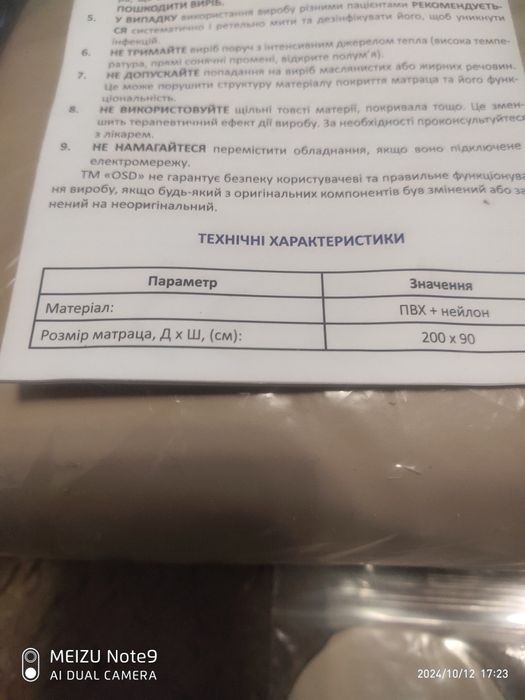 ПОШКОДИТИ ВИРІБ.
5. У ВИПАДКУ використання виробу різними пацієнтами РЕКОМЕНДУЄТЬ-
СЯ систематично і ретельно мити та дезінфікувати його, щоб уникнути
інфекцій.
6. НЕ ТРИМАЙТЕ виріб поруч з інтенсивним джерелом тепла (висока темпе-
ратура, прямі сонячні промені, відкрите полум'я).
7. НЕ ДОПУСКАЙТЕ попадання на виріб маслянистих або жирних речовин.
Це може порушити структуру матеріалу покриття матраца та його функ-
ціональність.
8. НЕ ВИКОРИСТОВУЙТЕ щільні товсті матерії, покривала тощо. Це змен-
шить терапевтичний ефект дії виробу. За необхідності проконсультуйтеся
з лікарем.
9. НЕ НАМАГАЙТЕСЯ перемістити обладнання, якщо воно підключене
електромережу.
ТМ «OSD» не гарантує безпеку користувачеві та правильне функціонува
ня виробу, якщо будь-який з оригінальних компонентів був змінений або за
нений на неоригінальний.
ТЕХНІЧНІ ХАРАКТЕРИСТИКИ
Параметр Значення
Матеріал: ПВХ + нейлон
Розмір матраца, Д х Ш, (см): 200 х 90
MEIZU Note9
AI DUAL CAMERA
2024/10/12 17:23